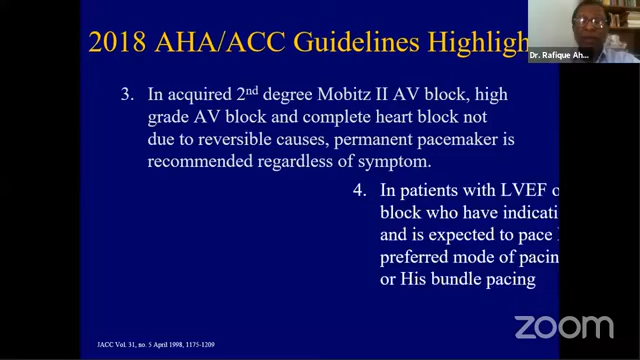 2018 AHA/ACC Guidelines Highligh
Dr. Rafique Ah...
3. In acquired 2nd degree Mobitz II AV block, high
grade AV block and complete heart block not
due to reversible causes, permanent pacemaker is
recommended regardless of symptom.
4. In patients with LVEF o
block who have indicati
and is expected to pace
preferred mode of pacin
or His bundle pacing
JACC Vol. 31, no. 5 April 1998, 1175-1209
zoom